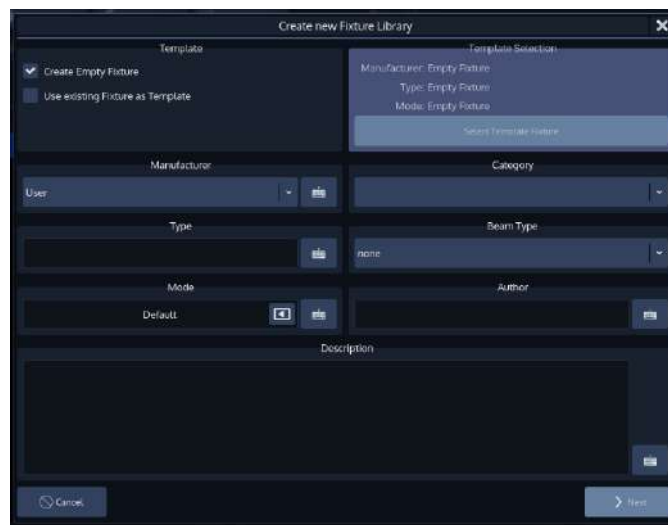 Create new Fixture Library
Template
Create Empty Fixture
Use existing Fixture as Template
Template Selection
Manufacturer: Empty Fixture
Type: Empty Fixture
Mode: Empty Fixture
Select Template Fixture
Manufacturer
User
Category
Type
Beam Type
none
Mode
Default
Author
Description
Cancel
Next